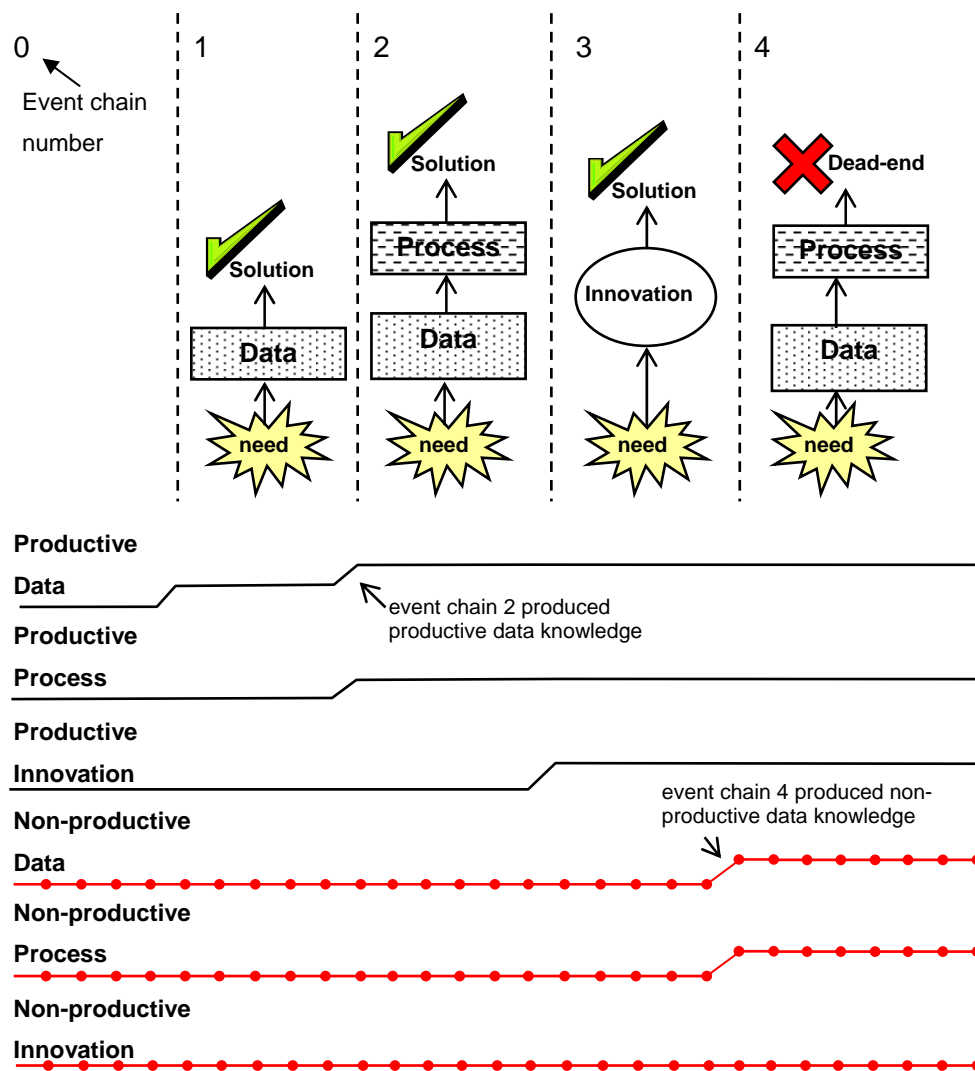 0
1
2
3
4
Event chain
number
Solution
Data
need
Solution
Process
Data
need
Solution
Innovation
need
Dead-end
Process
Data
need
Productive
Data
event chain 2 produced
productive data knowledge
Productive
Process
Productive
Innovation
event chain 4 produced non-
productive data knowledge
Non-productive
Data
Non-productive
Process
Non-productive
Innovation